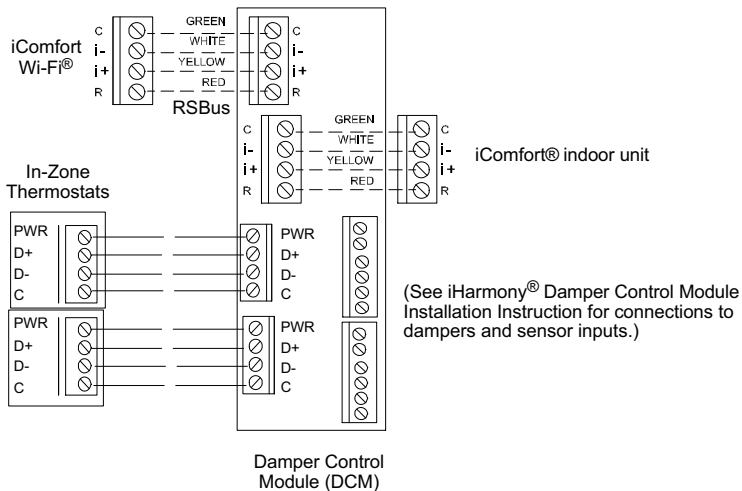 iComfort
Wi-Fi®
C
i-
i+
R
GREEN
WHITE
YELLOW
RED
RSBus
C
i-
i+
R
C
i-
i+
R
GREEN
WHITE
YELLOW
RED
C
i-
i+
R
iComfort® indoor unit
In-Zone
Thermostats
PWR
D+
D-
C
PWR
D+
D-
C
PWR
D+
D-
C
PWR
D+
D-
C
(See iHarmony® Damper Control Module
Installation Instruction for connections to
dampers and sensor inputs.)
Damper Control
Module (DCM)